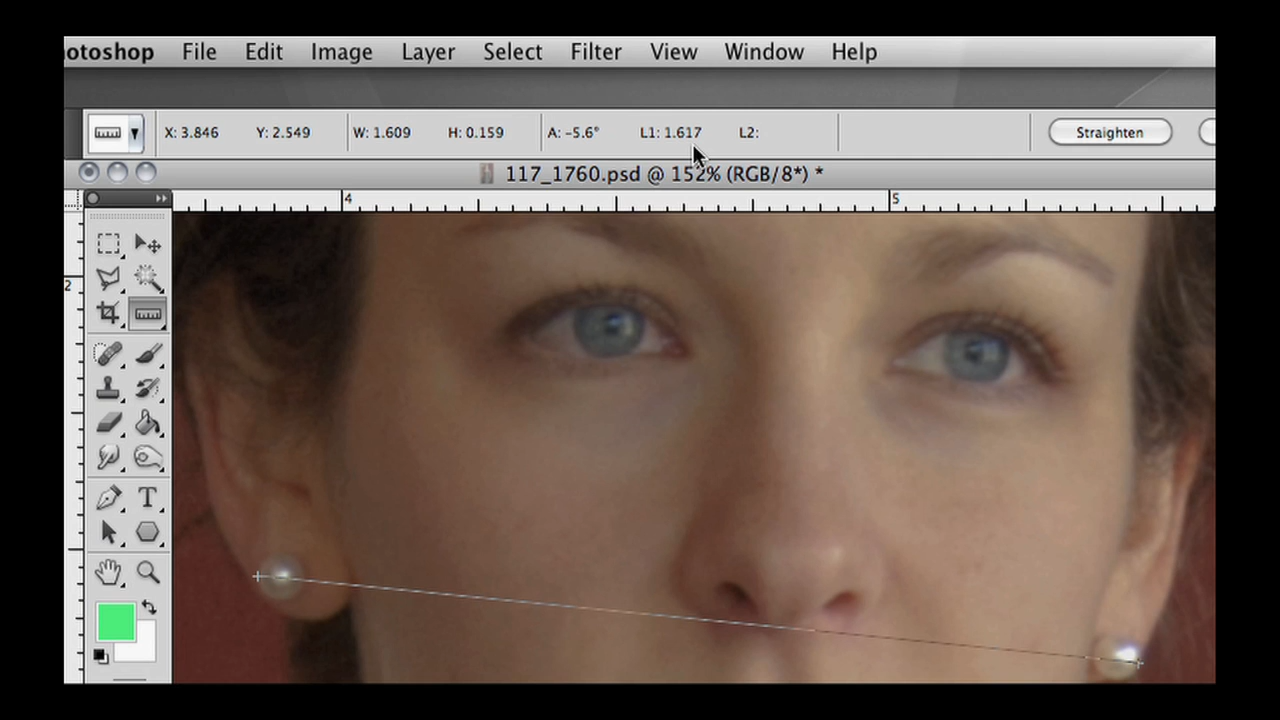 otoshop File Edit Image Layer Select Filter View Window Help
X: 3.846 Y: 2.549 W: 1.609 H: 0.159 A: -5.6° L1: 1.617 L2: Straighten
117_1760.psd @ 152% (RGB/8*) *
4 5
2
T